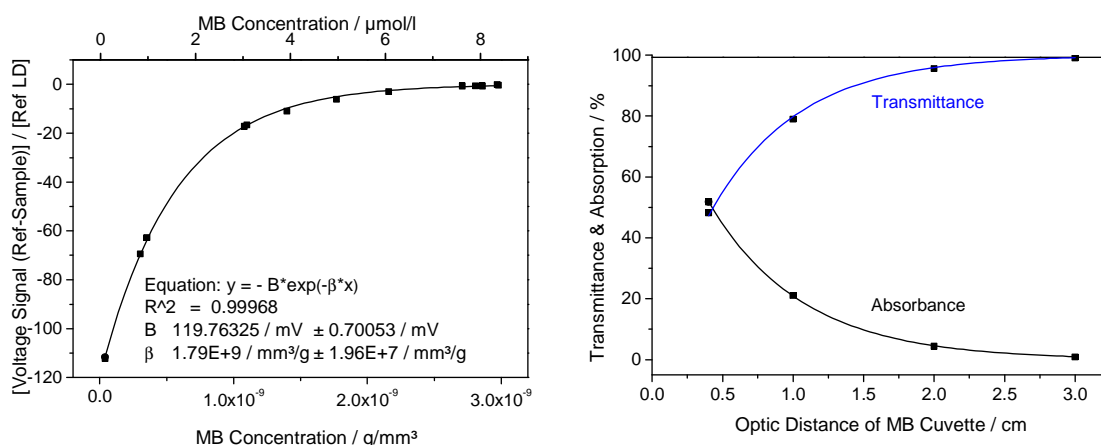 MB Concentration / µmol/l
0 2 4 6 8
[Voltage Signal (Ref-Sample)] / [Ref LD]
0
-20
-40
-60
-80
-100
-120
Equation: y = - B*exp(-β*x)
R^2 = 0.99968
B 119.76325 / mV ± 0.70053 / mV
β 1.79E+9 / mm³/g ± 1.96E+7 / mm³/g
0.0 1.0x10⁻⁹ 2.0x10⁻⁹ 3.0x10⁻⁹
MB Concentration / g/mm³
Transmittance & Absorption / %
100
80
60
40
20
0
Transmittance
Absorbance
0.0 0.5 1.0 1.5 2.0 2.5 3.0
Optic Distance of MB Cuvette / cm